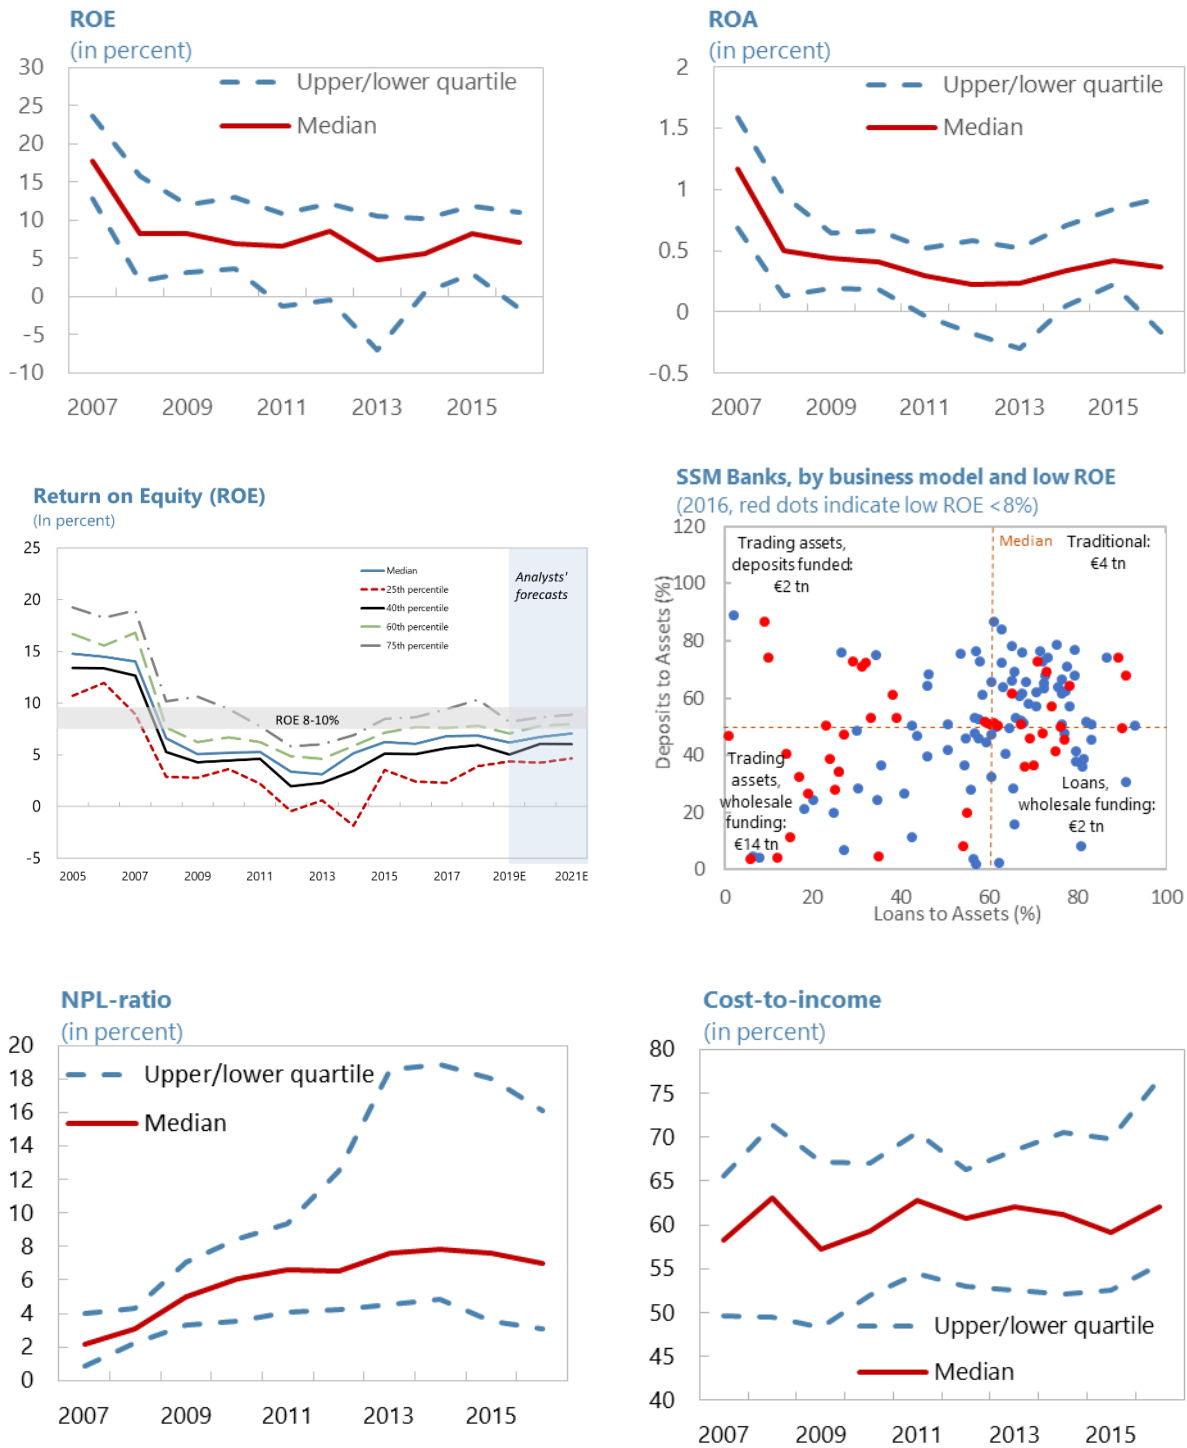 ROE
(in percent)
30
25
20
15
10
5
0
-5
-10
Upper/lower quartile
Median
2007 2009 2011 2013 2015
ROA
(in percent)
2
1.5
1
0.5
0
-0.5
Upper/lower quartile
Median
2007 2009 2011 2013 2015
Return on Equity (ROE)
(In percent)
25
20
15
10
5
0
-5
Median
25th percentile
40th percentile
60th percentile
75th percentile
Analysts'
forecasts
ROE 8-10%
2005 2007 2009 2011 2013 2015 2017 2019E 2021E
SSM Banks, by business model and low ROE
(2016, red dots indicate low ROE <8%)
Deposits to Assets (%)
120
100
80
60
40
20
0
Trading assets,
deposits funded:
€2 tn
Median
Traditional:
€4 tn
Trading
assets,
wholesale
funding:
€14 tn
Loans,
wholesale funding:
€2 tn
0 20 40 60 80 100
Loans to Assets (%)
NPL-ratio
(in percent)
20
18
16
14
12
10
8
6
4
2
0
Upper/lower quartile
Median
2007 2009 2011 2013 2015
Cost-to-income
(in percent)
80
75
70
65
60
55
50
45
40
Upper/lower quartile
Median
2007 2009 2011 2013 2015